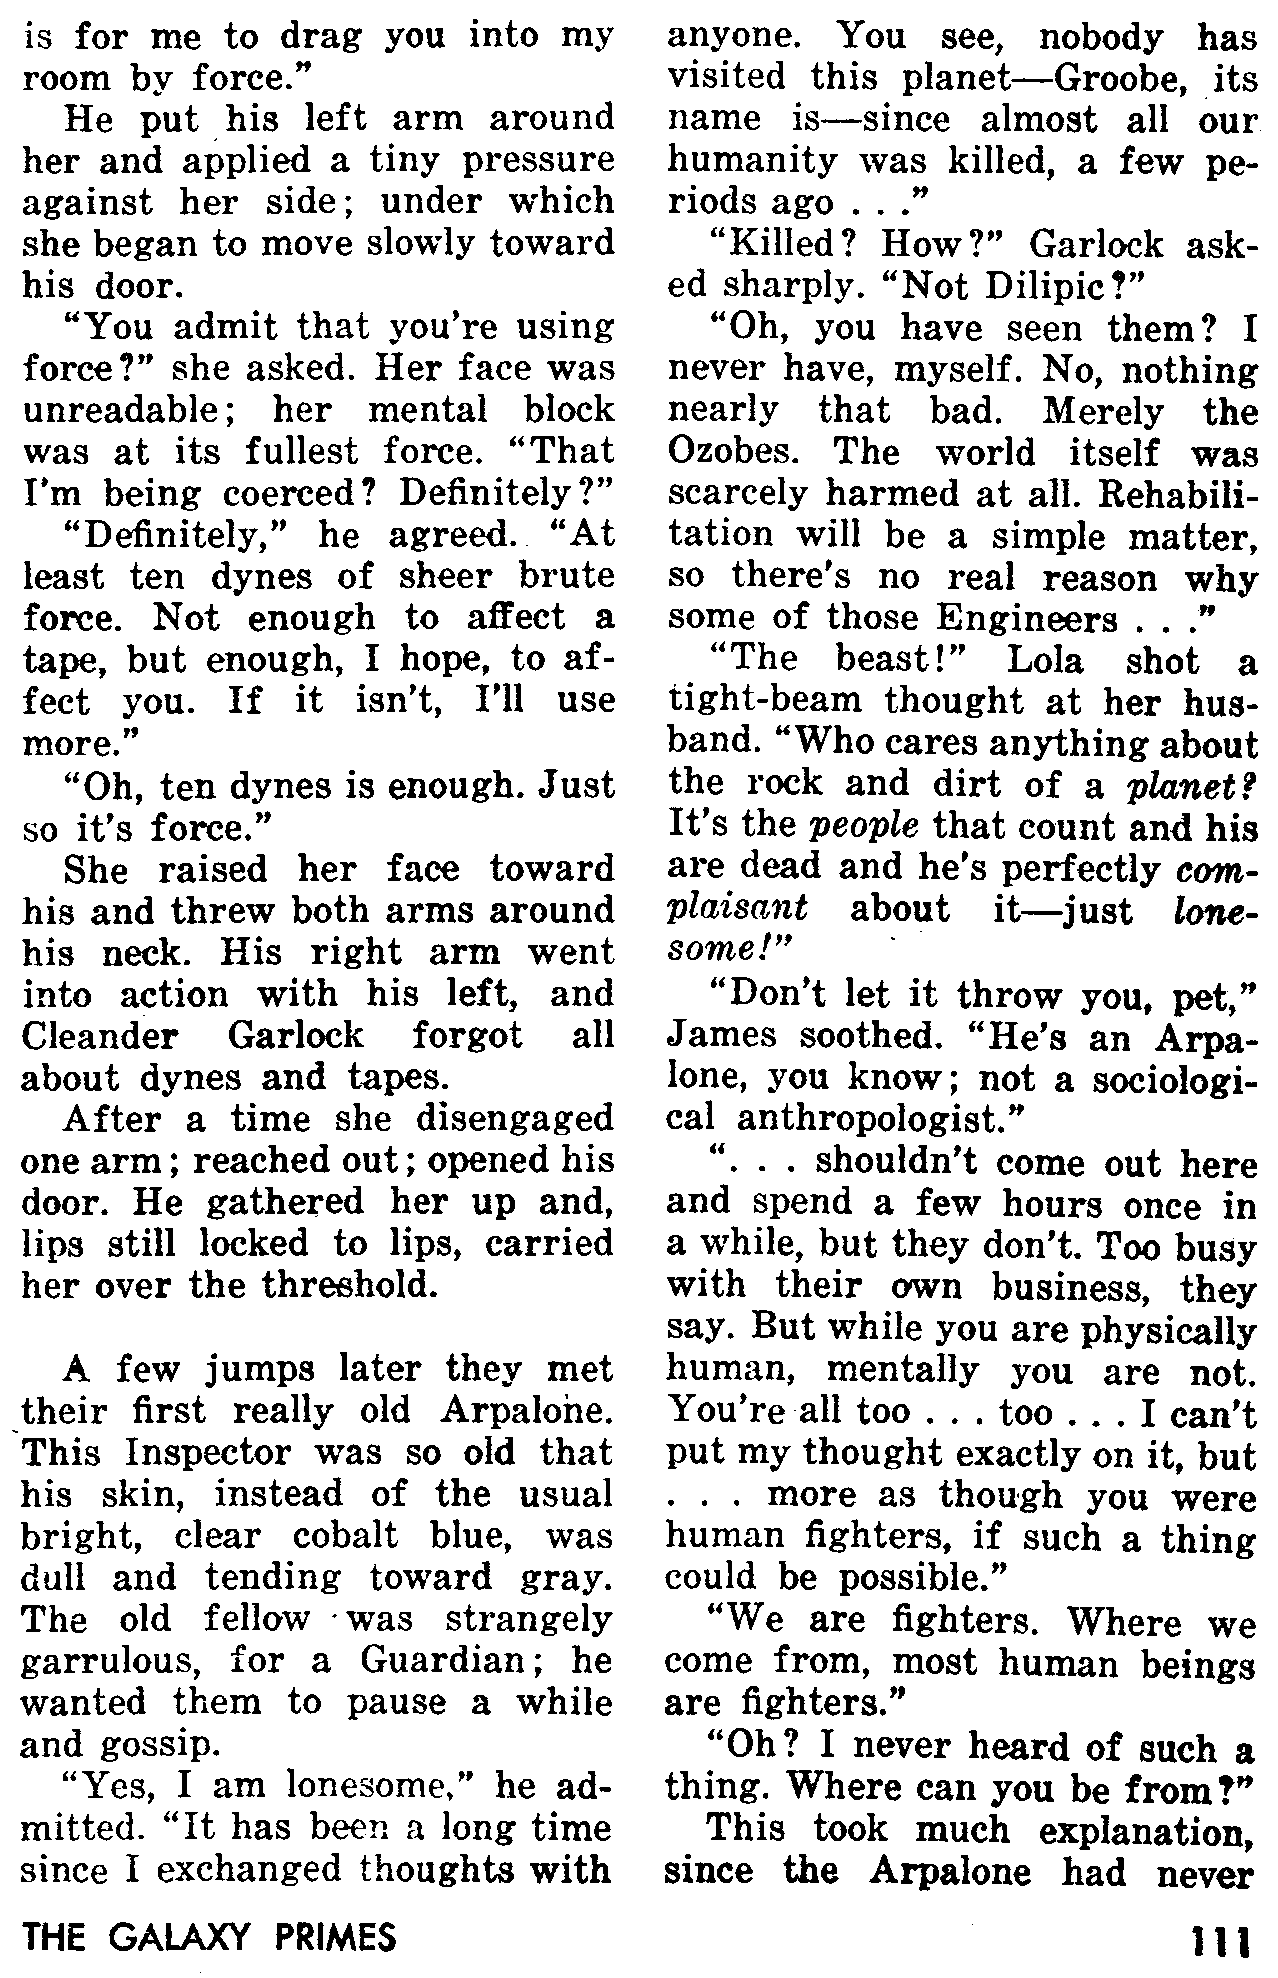 is for me to drag you into my
room by force."
He put his left arm around
her and applied a tiny pressure
against her side; under which
she began to move slowly toward
his door.
"You admit that you're using
force?" she asked. Her face was
unreadable; her mental block
was at its fullest force. "That
I'm being coerced? Definitely?"
"Definitely," he agreed. "At
least ten dynes of sheer brute
force. Not enough to affect a
tape, but enough, I hope, to af-
fect you. If it isn't, I'll use
more."
"Oh, ten dynes is enough. Just
so it's force."
She raised her face toward
his and threw both arms around
his neck. His right arm went
into action with his left, and
Cleander Garlock forgot all
about dynes and tapes.
After a time she disengaged
one arm; reached out; opened his
door. He gathered her up and,
lips still locked to lips, carried
her over the threshold.
A few jumps later they met
their first really old Arpalone.
This Inspector was so old that
his skin, instead of the usual
bright, clear cobalt blue, was
dull and tending toward gray.
The old fellow was strangely
garrulous, for a Guardian; he
wanted them to pause a while
and gossip.
"Yes, I am lonesome," he ad-
mitted. "It has been a long time
since I exchanged thoughts with
anyone. You see, nobody has
visited this planet—Groobe, its
name is—since almost all our
humanity was killed, a few pe-
riods ago . . ."
"Killed? How?" Garlock ask-
ed sharply. "Not Dilipic?"
"Oh, you have seen them? I
never have, myself. No, nothing
nearly that bad. Merely the
Ozobes. The world itself was
scarcely harmed at all. Rehabili-
tation will be a simple matter,
so there's no real reason why
some of those Engineers . . ."
"The beast!" Lola shot a
tight-beam thought at her hus-
band. "Who cares anything about
the rock and dirt of a planet?
It's the people that count and his
are dead and he's perfectly com-
plaisant about it—just lone-
some!"
"Don't let it throw you, pet,"
James soothed. "He's an Arpa-
lone, you know; not a sociologi-
cal anthropologist."
". . . shouldn't come out here
and spend a few hours once in
a while, but they don't. Too busy
with their own business, they
say. But while you are physically
human, mentally you are not.
You're all too . . . too . . . I can't
put my thought exactly on it, but
. . . more as though you were
human fighters, if such a thing
could be possible."
"We are fighters. Where we
come from, most human beings
are fighters."
"Oh? I never heard of such a
thing. Where can you be from?"
This took much explanation,
since the Arpalone had never
THE GALAXY PRIMES
111